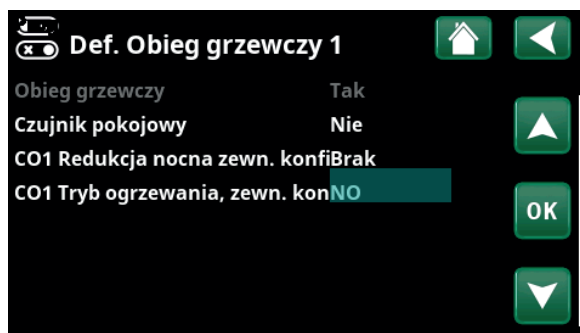 Def. Obieg grzewczy 1
Obieg grzewczy Tak
Czujnik pokojowy Nie
CO1 Redukcja nocna zewn. konfiBrak
CO1 Tryb ogrzewania, zewn. konNO
OK